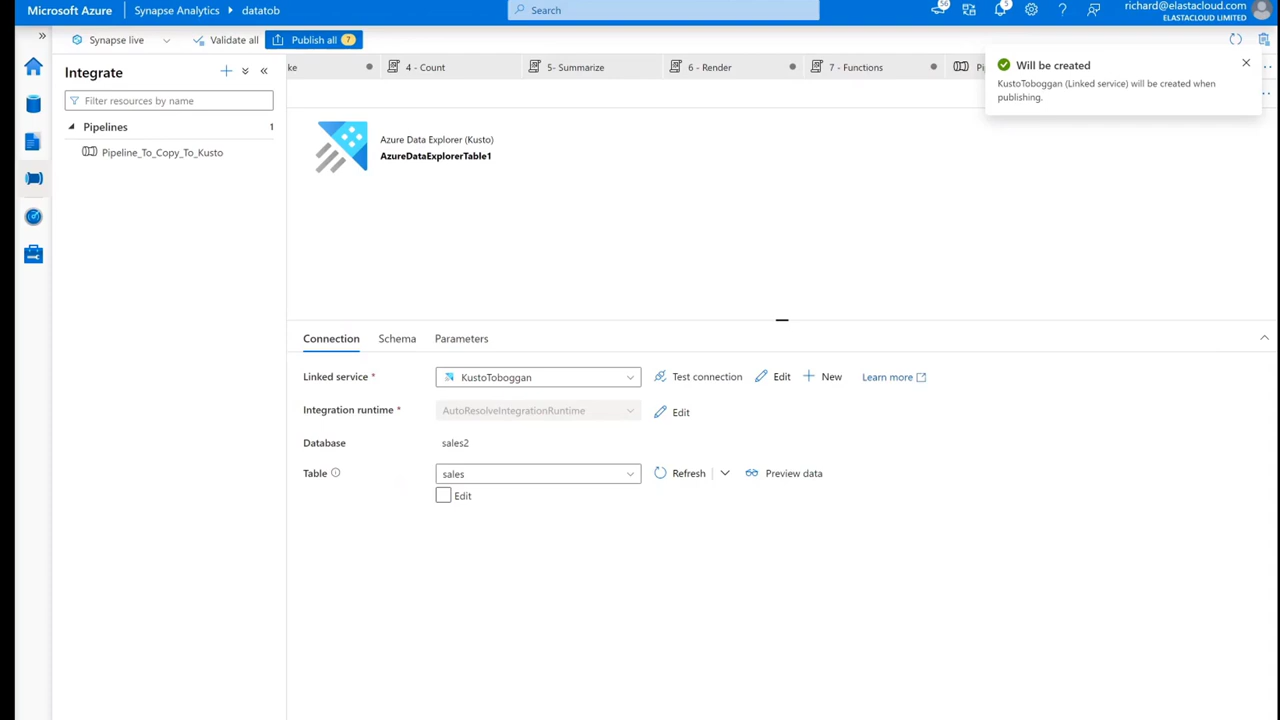 Microsoft Azure
Synapse Analytics
datatob
Search
56
5
richard@elastacloud.com
ELASTACLOUD LIMITED
Synapse live
Validate all
Publish all 7
Integrate
Filter resources by name
Pipelines 1
Pipeline_To_Copy_To_Kusto
ke
4 - Count
5- Summarize
6 - Render
7 - Functions
Will be created
KustoToboggan (Linked service) will be created when
publishing.
Azure Data Explorer (Kusto)
AzureDataExplorerTable1
Connection Schema Parameters
Linked service * KustoToboggan Test connection Edit New Learn more
Integration runtime * AutoResolveIntegrationRuntime Edit
Database sales2
Table sales Refresh Preview data
Edit